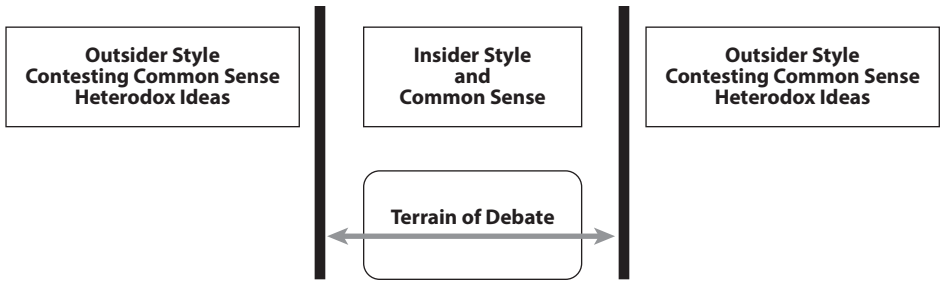 Outsider Style
Contesting Common Sense
Heterodox Ideas
Insider Style
and
Common Sense
Outsider Style
Contesting Common Sense
Heterodox Ideas
Terrain of Debate